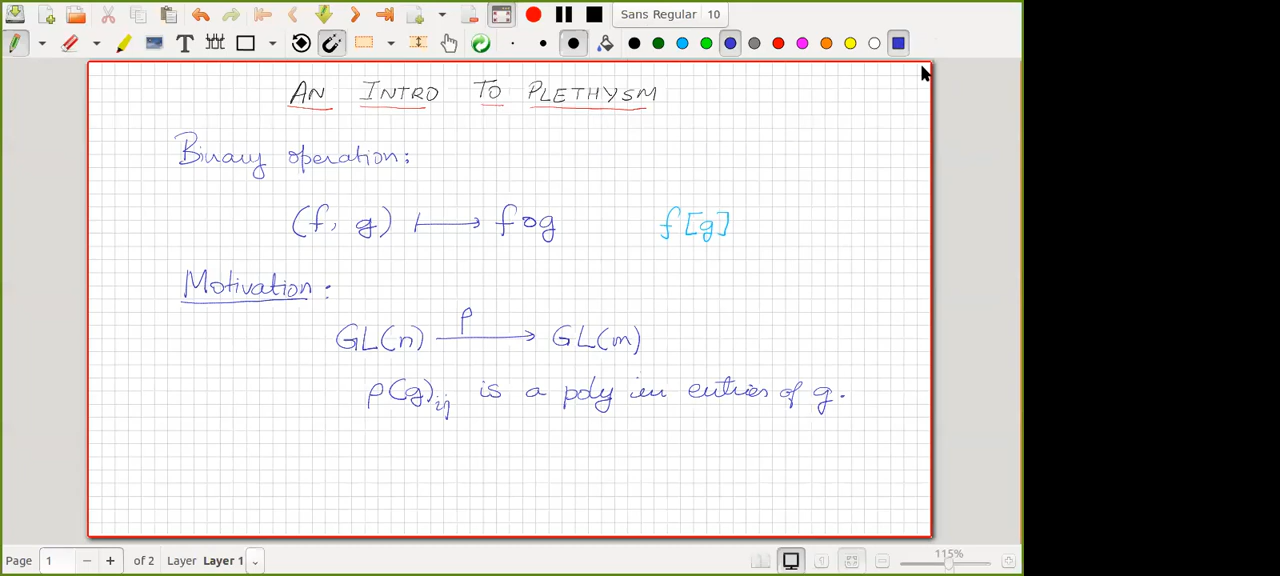 Sans Regular 10
AN INTRO TO PLETHYSM
Binary operation:
(f, g) ⟼ f∘g f[g]
Motivation:
GL(n) ρ⟶ GL(m)
ρ(g)ij is a poly in entries of g.
Page 1 of 2 Layer Layer 1 115%